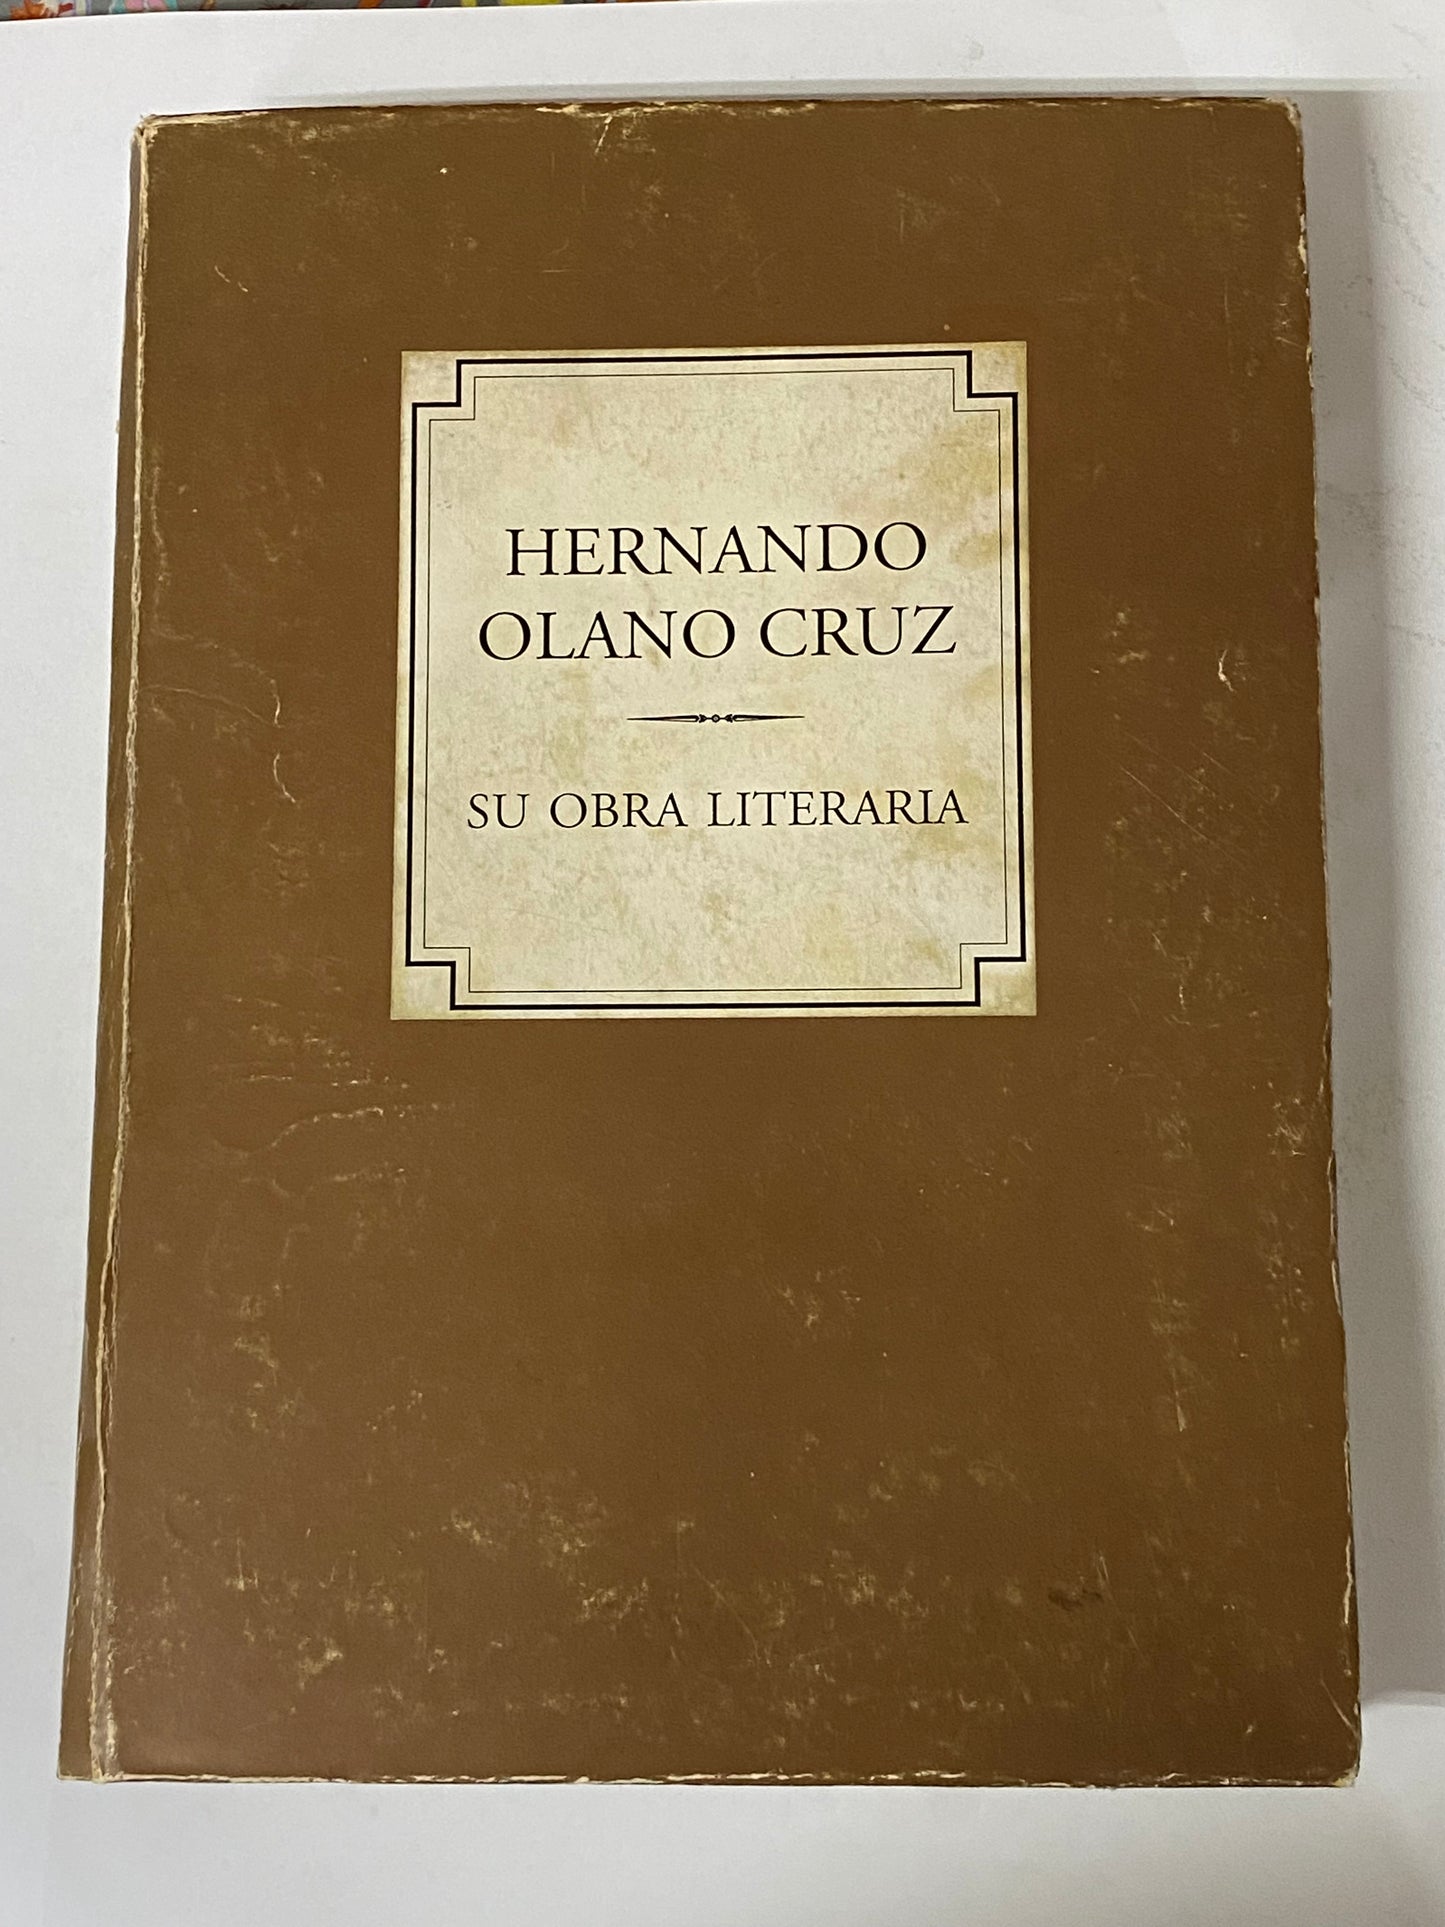 HERNANDO
OLANO CRUZ
SU OBRA LITERARIA